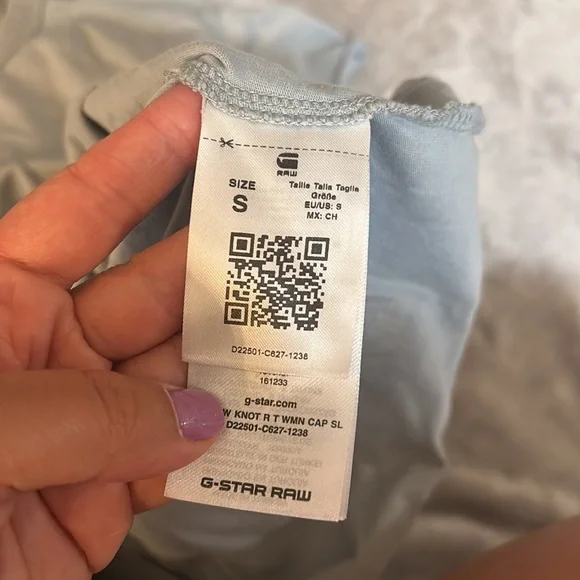 RAW
SIZE
S
Taille Talla Taglia
Größe
EU/US: S
MX: CH
D22501-C627-1238
161233
g-star.com
W KNOT R T WMN CAP SL
D22501-C627-1238
G-STAR RAW